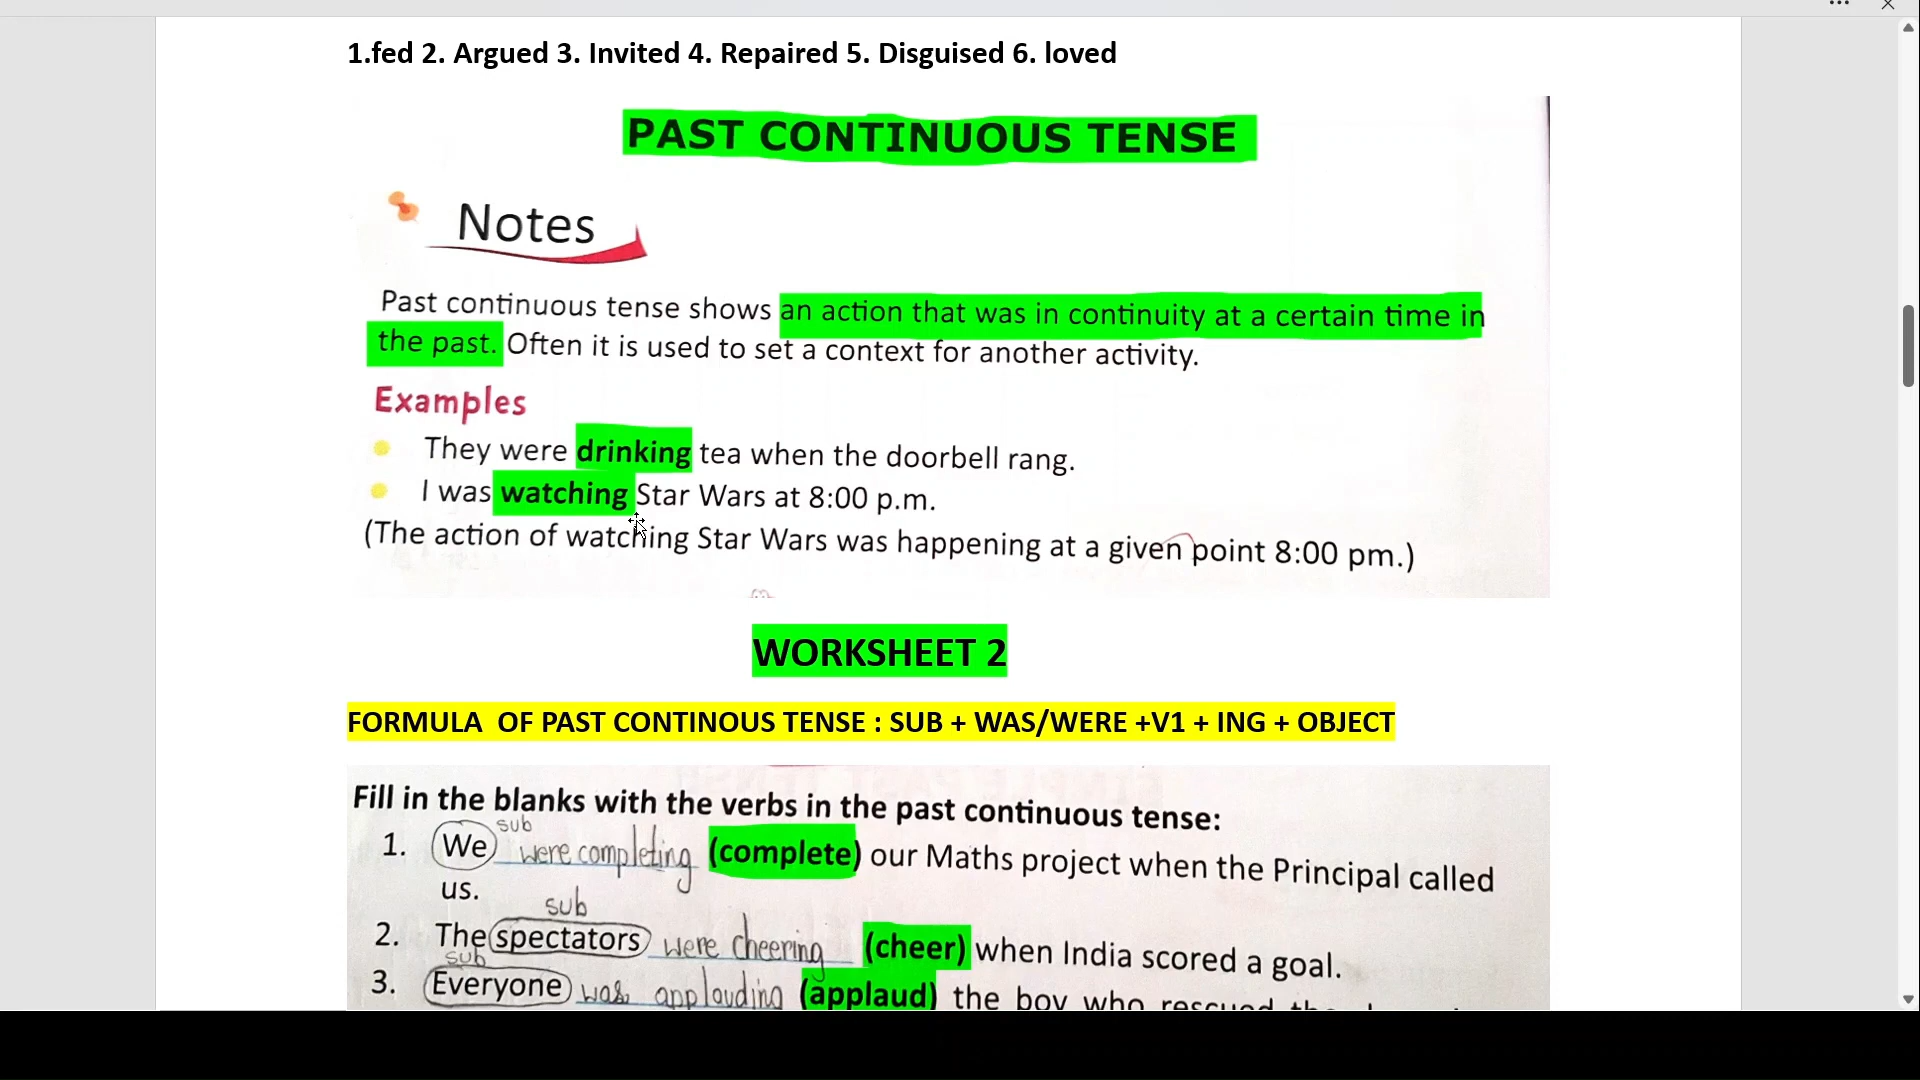 1.fed 2. Argued 3. Invited 4. Repaired 5. Disguised 6. loved
PAST CONTINUOUS TENSE
Notes
Past continuous tense shows an action that was in continuity at a certain time in
the past. Often it is used to set a context for another activity.
Examples
They were drinking tea when the doorbell rang.
I was watching Star Wars at 8:00 p.m.
(The action of watching Star Wars was happening at a given point 8:00 pm.)
WORKSHEET 2
FORMULA OF PAST CONTINOUS TENSE : SUB + WAS/WERE +V1 + ING + OBJECT
Fill in the blanks with the verbs in the past continuous tense:
sub
1. We were completing (complete) our Maths project when the Principal called
us.
sub
2. The spectators were cheering (cheer) when India scored a goal.
sub
3. Everyone was applauding (applaud) the boy who rescued